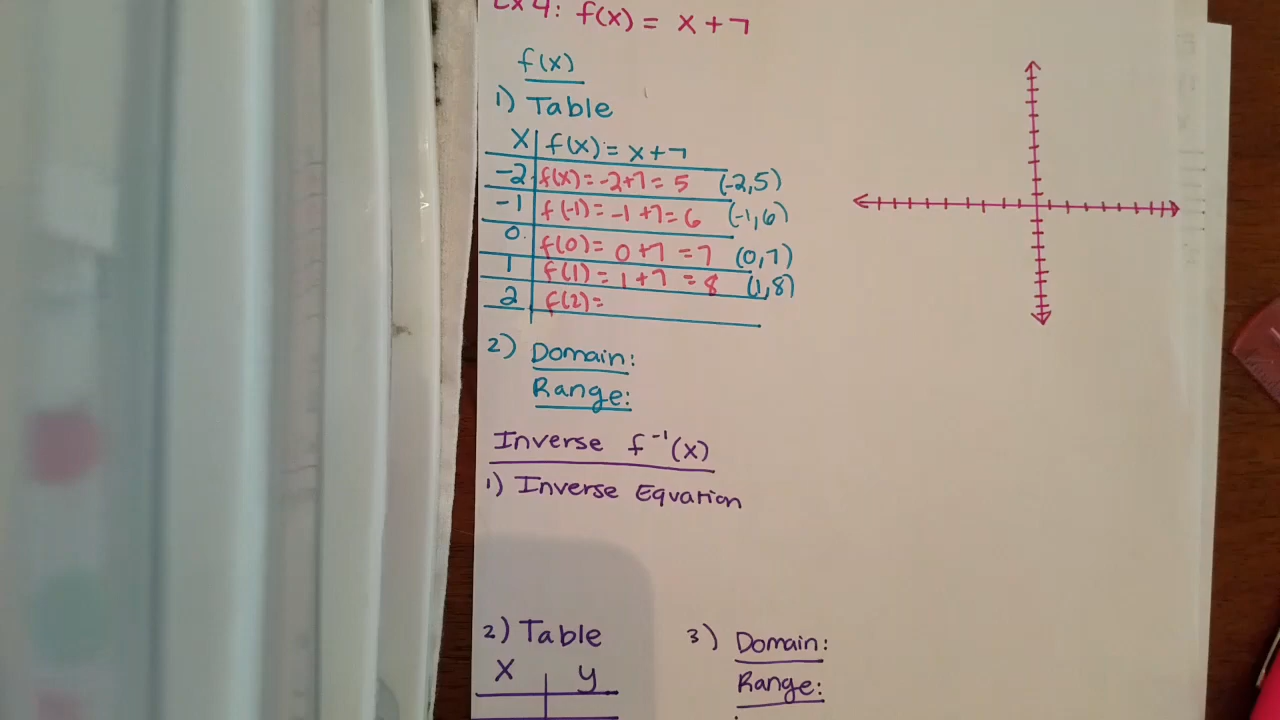 Ex 4: f(x) = x + 7
f(x)
1) Table
X f(x) = x + 7
-2 f(x) = -2+7 = 5 (-2,5)
-1 f(-1) = -1 +7 = 6 (-1,6)
0 f(0) = 0 +7 = 7 (0,7)
1 f(1) = 1 + 7 = 8 (1,8)
2 f(2) =
2) Domain:
Range:
Inverse f⁻¹(x)
1) Inverse Equation
2) Table
X y
3) Domain:
Range: